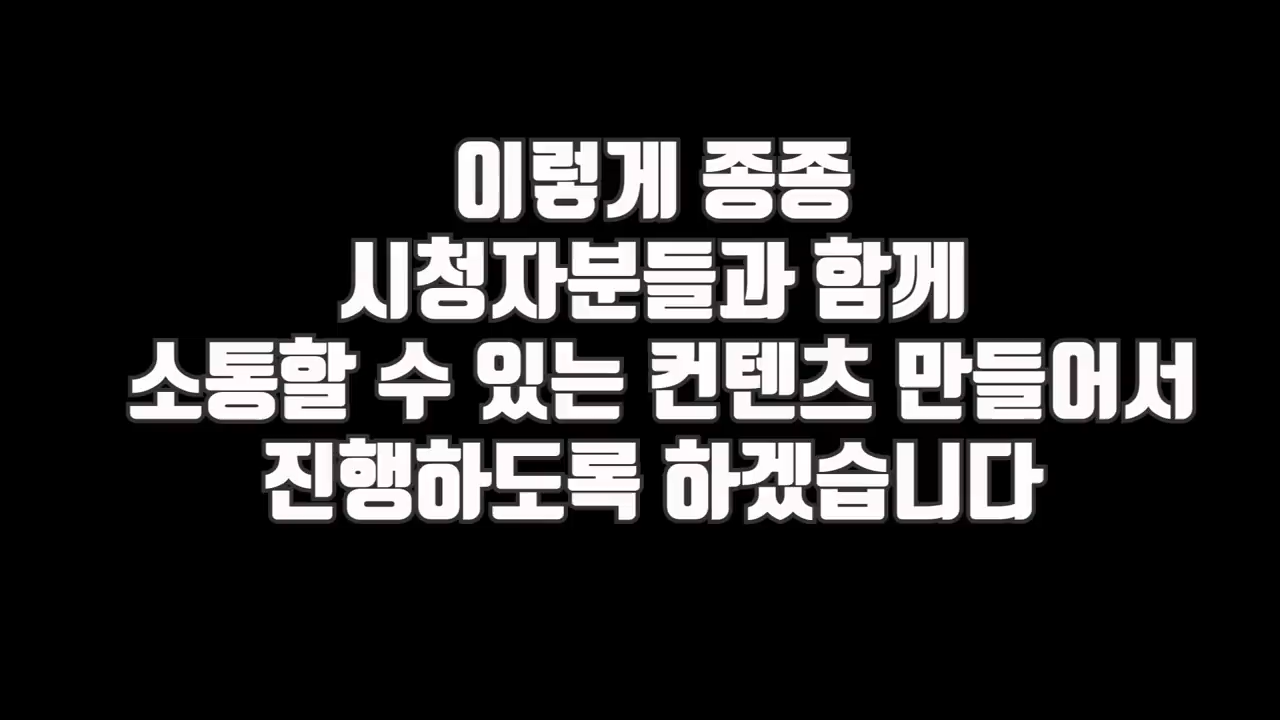 이렇게 종종
시청자분들과 함께
소통할 수 있는 컨텐츠 만들어서
진행하도록 하겠습니다